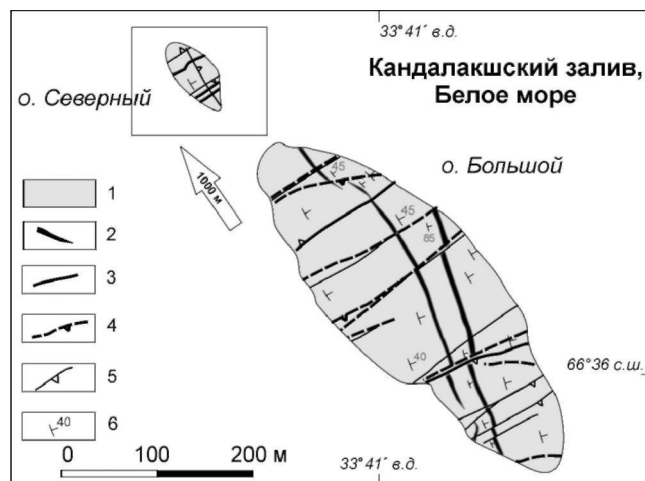 33°41´ в.д.
Кандалакшский залив,
Белое море
о. Северный
о. Большой
1000 м
45
45
85
40
1
2
3
4
5
40 6
66°36 с.ш.
0 100 200 м
33°41´ в.д.